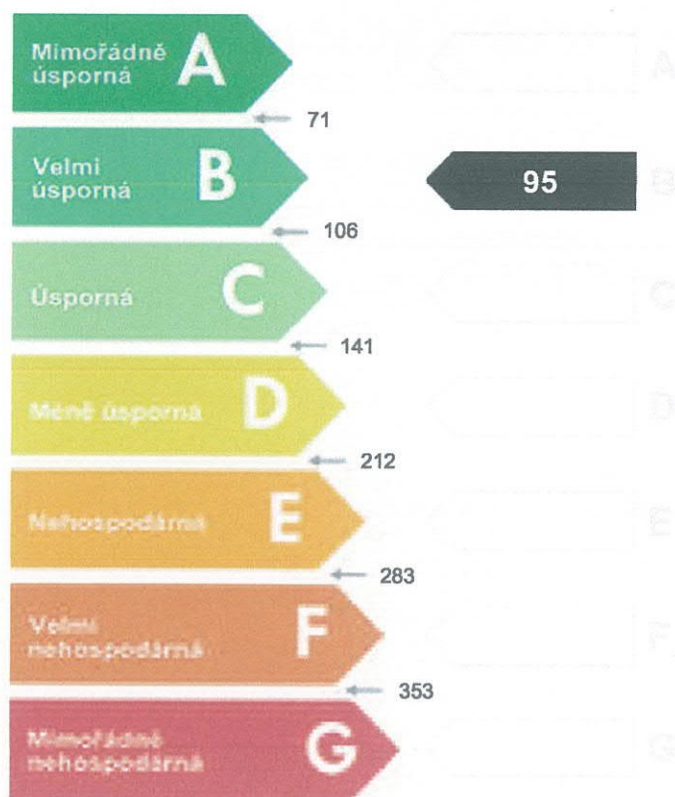 Mimořádně
úsporná
A
71
Velmi
úsporná
B
95
106
Úsporná
C
141
Méně úsporná
D
212
Nehospodárná
E
283
Velmi
nehospodárná
F
353
Mimořádně
nehospodárná
G
A
B
C
D
E
F
G